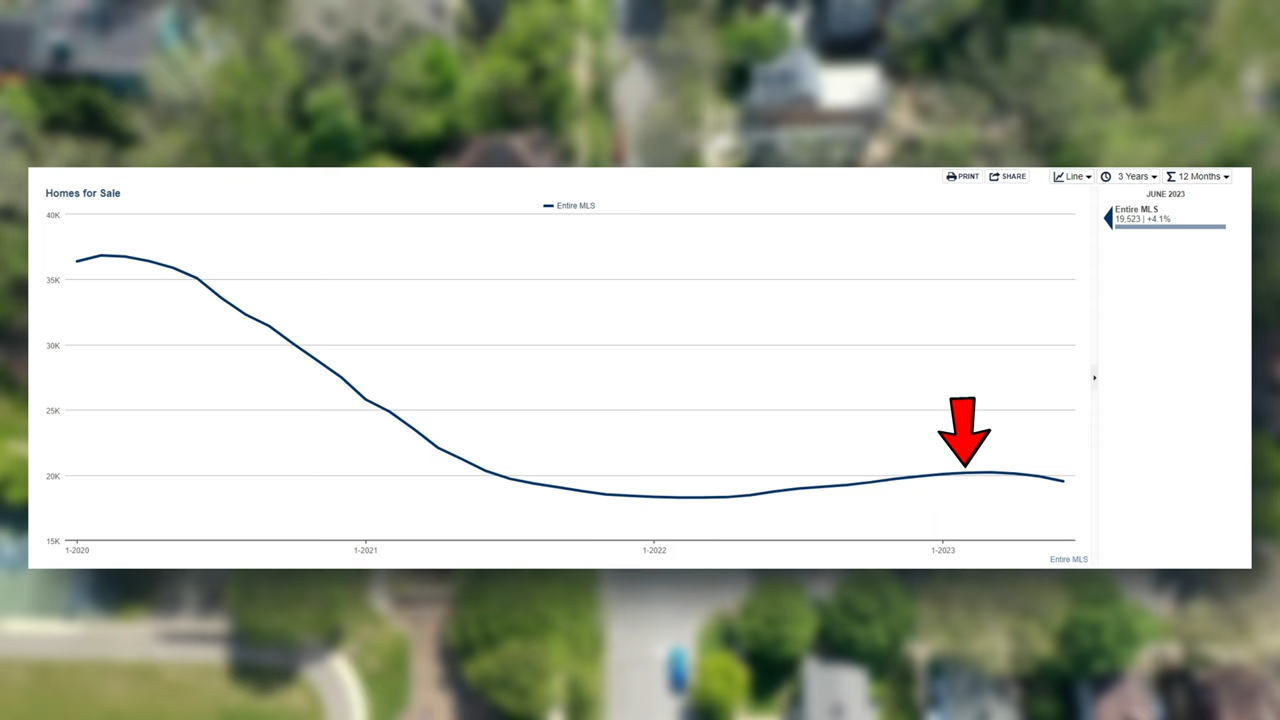 PRINT SHARE Line 3 Years 12 Months
Homes for Sale
JUNE 2023
Entire MLS
Entire MLS
19,523 | +4.1%
40K
35K
30K
25K
20K
15K
1-2020 1-2021 1-2022 1-2023
Entire MLS